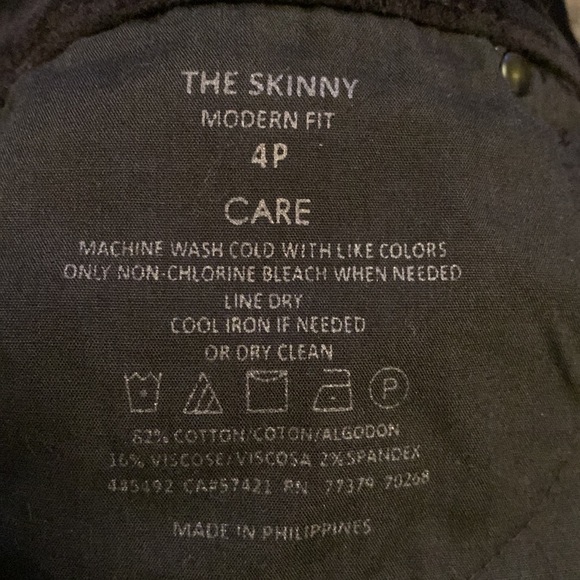 THE SKINNY
MODERN FIT
4P
CARE
MACHINE WASH COLD WITH LIKE COLORS
ONLY NON-CHLORINE BLEACH WHEN NEEDED
LINE DRY
COOL IRON IF NEEDED
OR DRY CLEAN
P
82% COTTON/COTON/ALGODON
16% VISCOSE/VISCOSA 2% SPANDEX
485492 CA#57421 RN 77379 70268
MADE IN PHILIPPINES